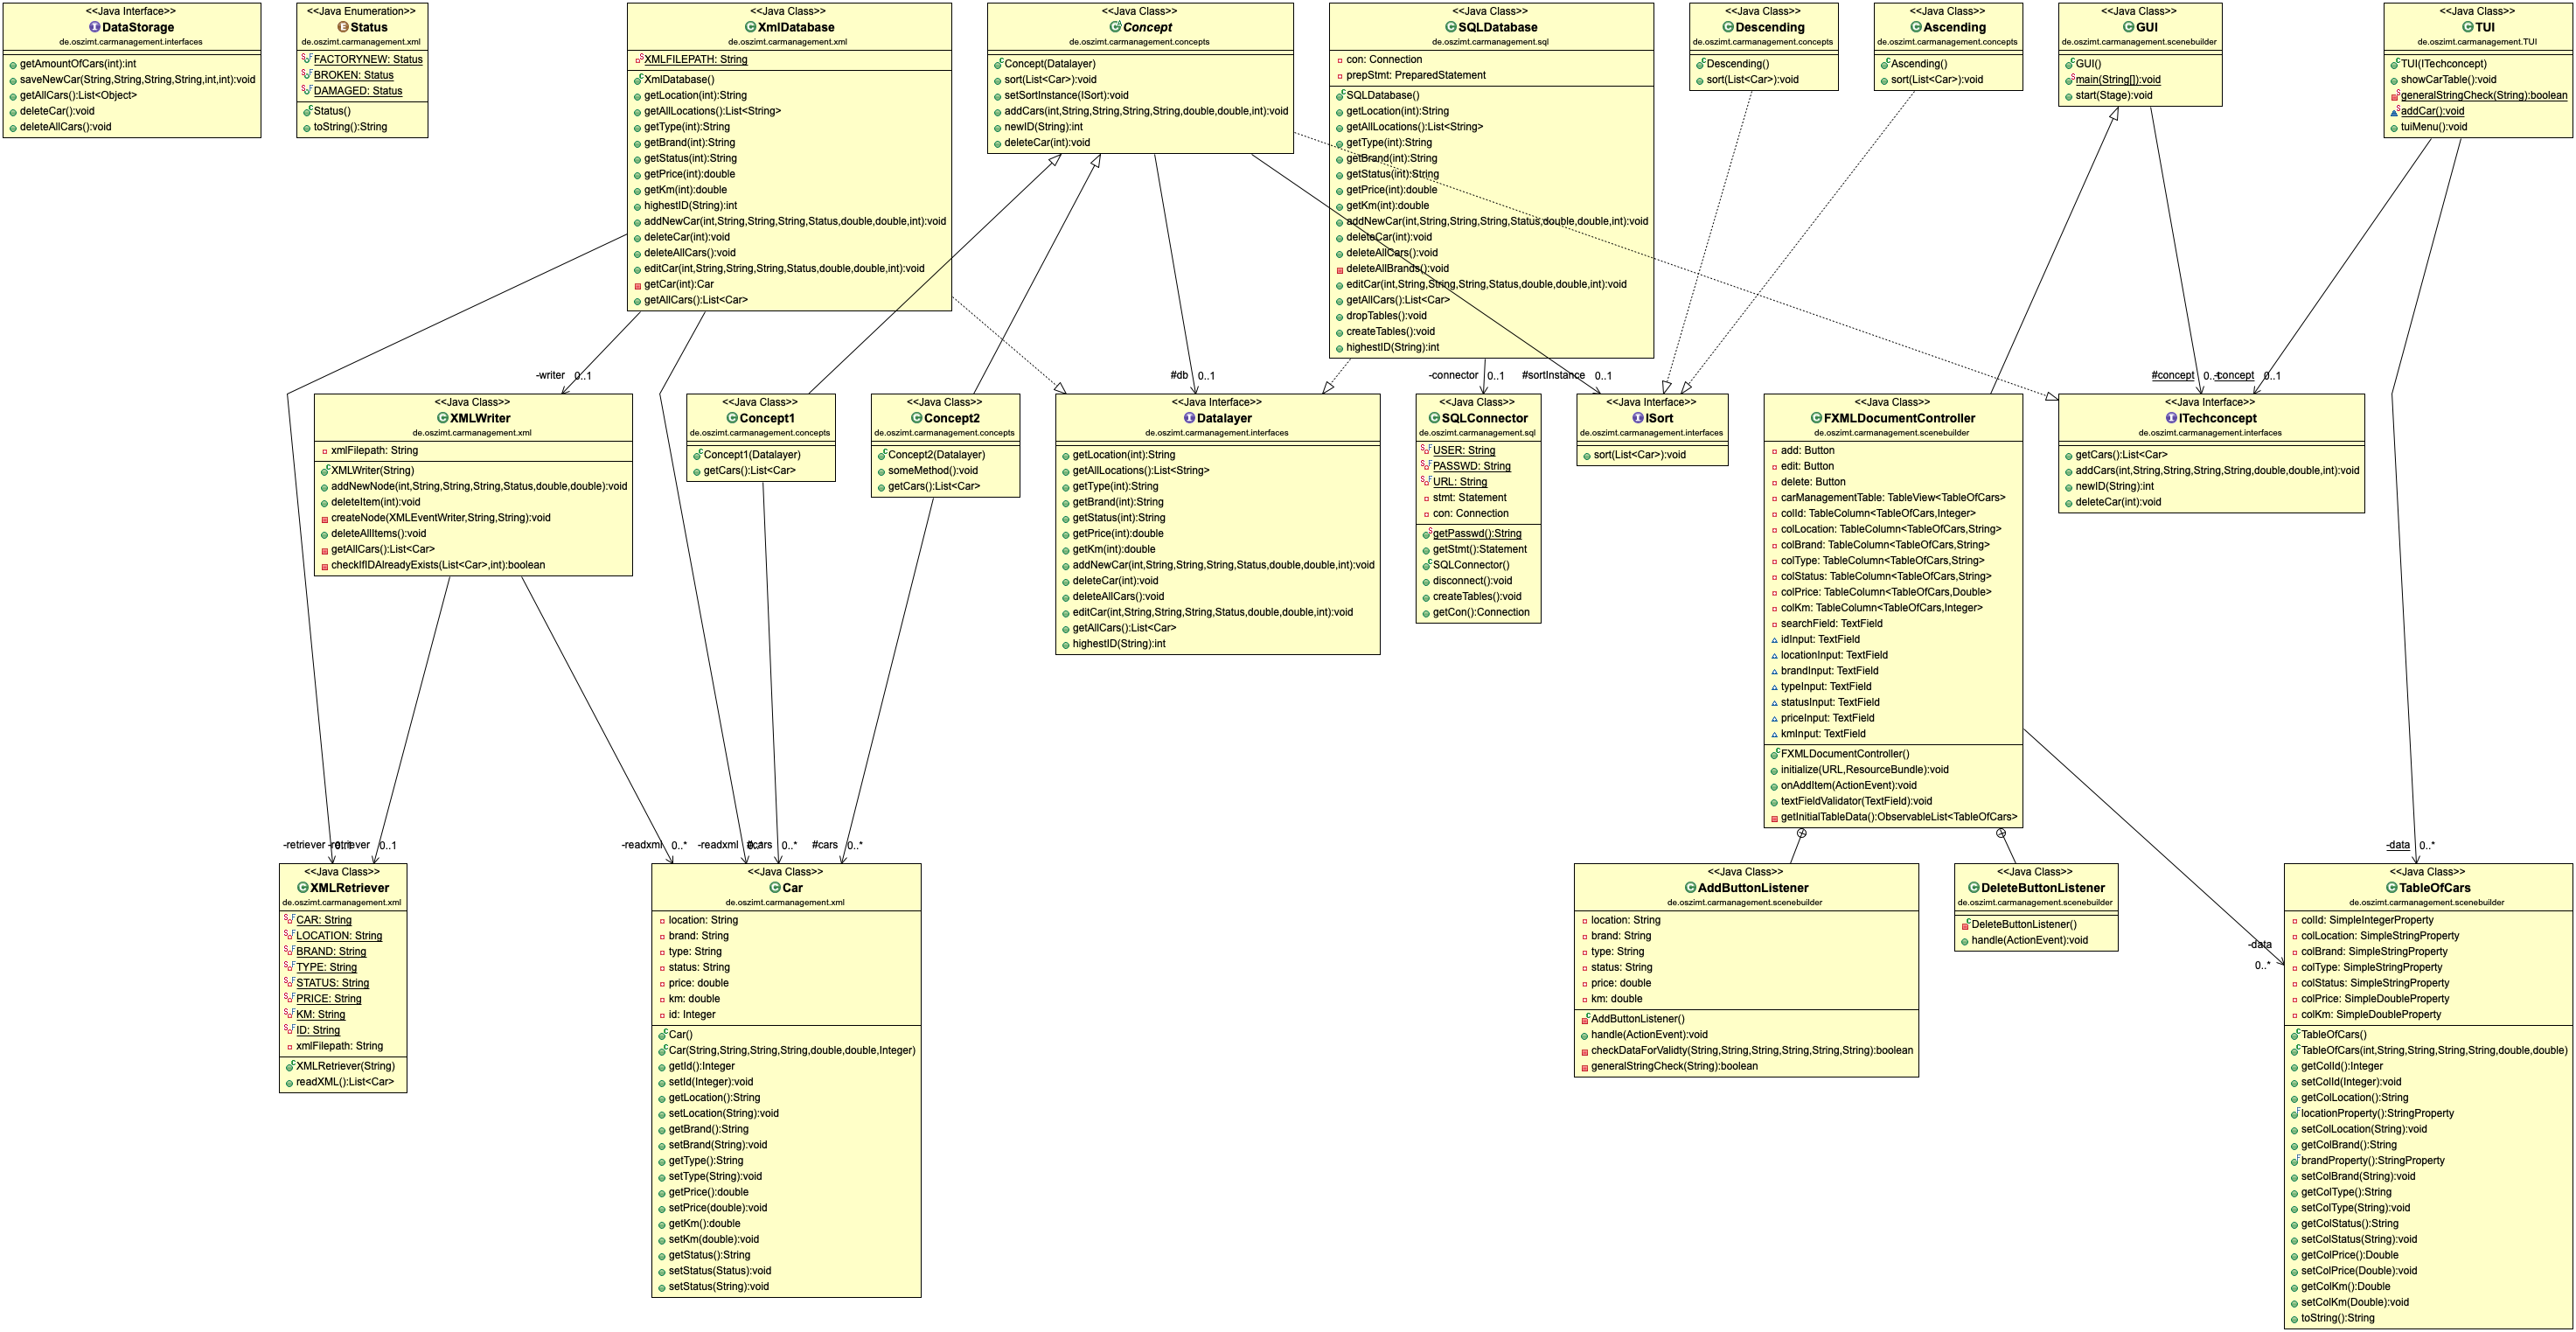 <<Java Interface>>
DataStorage
de.oszimt.carmanagement.interfaces
getAmountOfCars(int):int
saveNewCar(String,String,String,String,int,int):void
getAllCars():List<Object>
deleteCar():void
deleteAllCars():void
<<Java Enumeration>>
Status
de.oszimt.carmanagement.xml
FACTORYNEW: Status
BROKEN: Status
DAMAGED: Status
Status()
toString():String
<<Java Class>>
XmlDatabase
de.oszimt.carmanagement.xml
XMLFILEPATH: String
XmlDatabase()
getLocation(int):String
getAllLocations():List<String>
getType(int):String
getBrand(int):String
getStatus(int):String
getPrice(int):double
getKm(int):double
highestID(String):int
addNewCar(int,String,String,String,Status,double,double,int):void
deleteCar(int):void
deleteAllCars():void
editCar(int,String,String,String,Status,double,double,int):void
getCar(int):Car
getAllCars():List<Car>
<<Java Class>>
Concept
de.oszimt.carmanagement.concepts
Concept(Datalayer)
sort(List<Car>):void
setSortInstance(ISort):void
addCars(int,String,String,String,String,double,double,int):void
newID(String):int
deleteCar(int):void
<<Java Class>>
SQLDatabase
de.oszimt.carmanagement.sql
con: Connection
prepStmt: PreparedStatement
SQLDatabase()
getLocation(int):String
getAllLocations():List<String>
getType(int):String
getBrand(int):String
getStatus(int):String
getPrice(int):double
getKm(int):double
addNewCar(int,String,String,String,Status,double,double,int):void
deleteCar(int):void
deleteAllCars():void
deleteAllBrands():void
editCar(int,String,String,String,Status,double,double,int):void
getAllCars():List<Car>
dropTables():void
createTables():void
highestID(String):int
<<Java Class>>
Descending
de.oszimt.carmanagement.concepts
Descending()
sort(List<Car>):void
<<Java Class>>
Ascending
de.oszimt.carmanagement.concepts
Ascending()
sort(List<Car>):void
<<Java Class>>
GUI
de.oszimt.carmanagement.scenebuilder
GUI()
main(String[]):void
start(Stage):void
<<Java Class>>
TUI
de.oszimt.carmanagement.TUI
TUI(ITechconcept)
showCarTable():void
generalStringCheck(String):boolean
addCar():void
tuiMenu():void
-writer 0..1
#db 0..1
-connector 0..1
#sortInstance 0..1
#concept 0..1
-concept 0..1
<<Java Class>>
XMLWriter
de.oszimt.carmanagement.xml
xmlFilepath: String
XMLWriter(String)
addNewNode(int,String,String,String,Status,double,double):void
deleteItem(int):void
createNode(XMLEventWriter,String,String):void
deleteAllItems():void
getAllCars():List<Car>
checkIfIDAlreadyExists(List<Car>,int):boolean
<<Java Class>>
Concept1
de.oszimt.carmanagement.concepts
Concept1(Datalayer)
getCars():List<Car>
<<Java Class>>
Concept2
de.oszimt.carmanagement.concepts
Concept2(Datalayer)
someMethod():void
getCars():List<Car>
<<Java Interface>>
Datalayer
de.oszimt.carmanagement.interfaces
getLocation(int):String
getAllLocations():List<String>
getType(int):String
getBrand(int):String
getStatus(int):String
getPrice(int):double
getKm(int):double
addNewCar(int,String,String,String,Status,double,double,int):void
deleteCar(int):void
deleteAllCars():void
editCar(int,String,String,String,Status,double,double,int):void
getAllCars():List<Car>
highestID(String):int
<<Java Class>>
SQLConnector
de.oszimt.carmanagement.sql
USER: String
PASSWD: String
URL: String
stmt: Statement
con: Connection
getPasswd():String
getStmt():Statement
SQLConnector()
disconnect():void
createTables():void
getCon():Connection
<<Java Interface>>
ISort
de.oszimt.carmanagement.interfaces
sort(List<Car>):void
<<Java Class>>
FXMLDocumentController
de.oszimt.carmanagement.scenebuilder
add: Button
edit: Button
delete: Button
carManagementTable: TableView<TableOfCars>
colId: TableColumn<TableOfCars,Integer>
colLocation: TableColumn<TableOfCars,String>
colBrand: TableColumn<TableOfCars,String>
colType: TableColumn<TableOfCars,String>
colStatus: TableColumn<TableOfCars,String>
colPrice: TableColumn<TableOfCars,Double>
colKm: TableColumn<TableOfCars,Integer>
searchField: TextField
idInput: TextField
locationInput: TextField
brandInput: TextField
typeInput: TextField
statusInput: TextField
priceInput: TextField
kmInput: TextField
FXMLDocumentController()
initialize(URL,ResourceBundle):void
onAddItem(ActionEvent):void
textFieldValidator(TextField):void
getInitialTableData():ObservableList<TableOfCars>
<<Java Interface>>
ITechconcept
de.oszimt.carmanagement.interfaces
getCars():List<Car>
addCars(int,String,String,String,String,double,double,int):void
newID(String):int
deleteCar(int):void
-retriever 0..1
-retriever 0..1
-readxml 0..*
-readxml 0..*
#cars 0..*
#cars 0..*
-data 0..*
-data
0..*
<<Java Class>>
XMLRetriever
de.oszimt.carmanagement.xml
CAR: String
LOCATION: String
BRAND: String
TYPE: String
STATUS: String
PRICE: String
KM: String
ID: String
xmlFilepath: String
XMLRetriever(String)
readXML():List<Car>
<<Java Class>>
Car
de.oszimt.carmanagement.xml
location: String
brand: String
type: String
status: String
price: double
km: double
id: Integer
Car()
Car(String,String,String,String,double,double,Integer)
getId():Integer
setId(Integer):void
getLocation():String
setLocation(String):void
getBrand():String
setBrand(String):void
getType():String
setType(String):void
getPrice():double
setPrice(double):void
getKm():double
setKm(double):void
getStatus():String
setStatus(Status):void
setStatus(String):void
<<Java Class>>
AddButtonListener
de.oszimt.carmanagement.scenebuilder
location: String
brand: String
type: String
status: String
price: double
km: double
AddButtonListener()
handle(ActionEvent):void
checkDataForValidty(String,String,String,String,String,String):boolean
generalStringCheck(String):boolean
<<Java Class>>
DeleteButtonListener
de.oszimt.carmanagement.scenebuilder
DeleteButtonListener()
handle(ActionEvent):void
<<Java Class>>
TableOfCars
de.oszimt.carmanagement.scenebuilder
colId: SimpleIntegerProperty
colLocation: SimpleStringProperty
colBrand: SimpleStringProperty
colType: SimpleStringProperty
colStatus: SimpleStringProperty
colPrice: SimpleDoubleProperty
colKm: SimpleDoubleProperty
TableOfCars()
TableOfCars(int,String,String,String,String,double,double)
getColId():Integer
setColId(Integer):void
getColLocation():String
locationProperty():StringProperty
setColLocation(String):void
getColBrand():String
brandProperty():StringProperty
setColBrand(String):void
getColType():String
setColType(String):void
getColStatus():String
setColStatus(String):void
getColPrice():Double
setColPrice(Double):void
getColKm():Double
setColKm(Double):void
toString():String